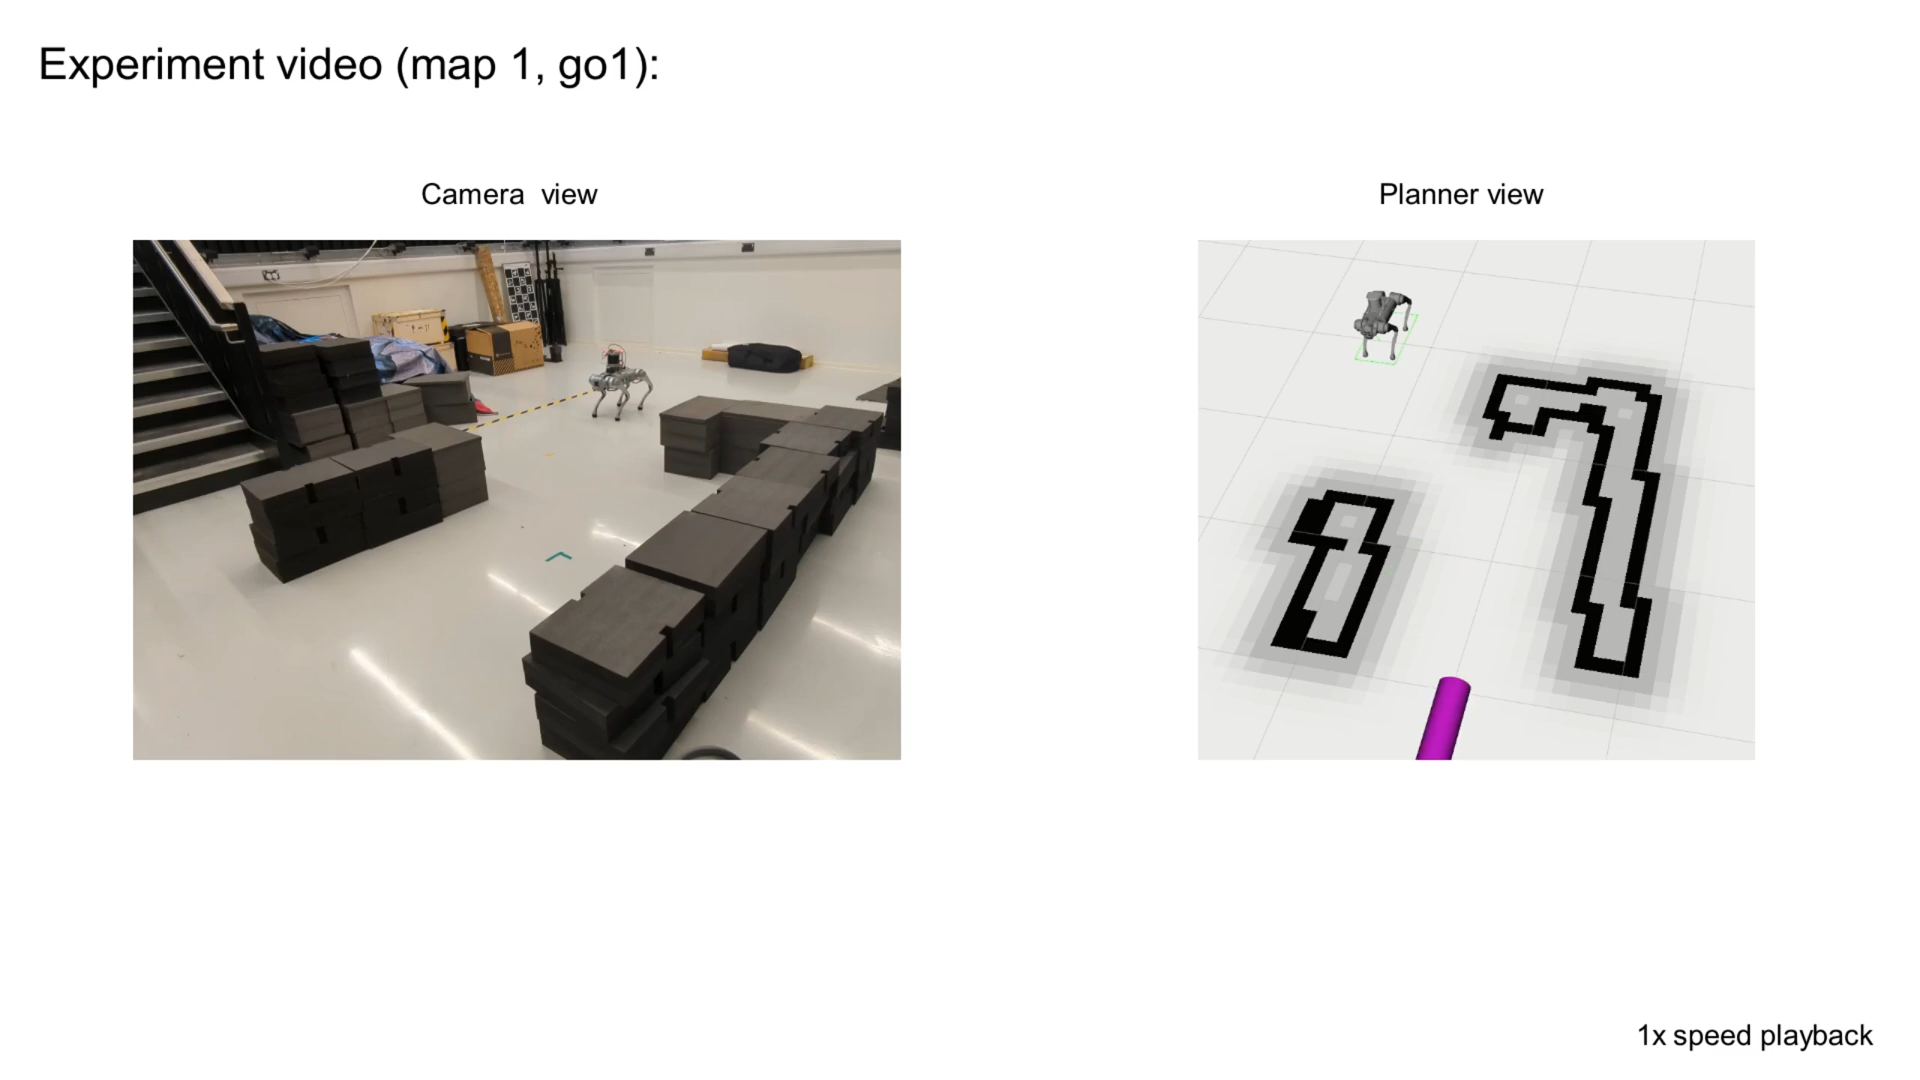 Experiment video (map 1, go1):
Camera view
Planner view
1x speed playback